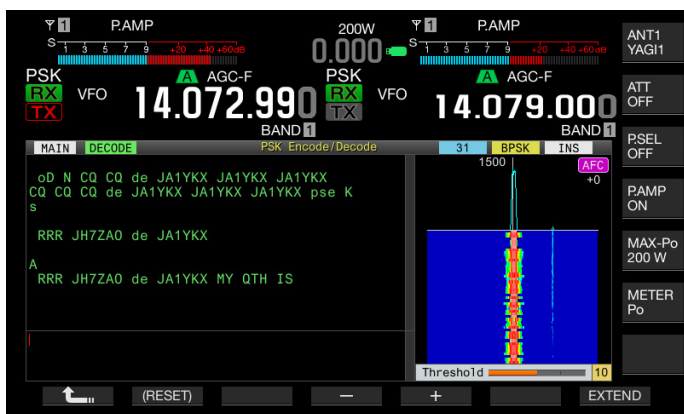 1 P.AMP 200W 1 P.AMP ANT1
YAGI1
S 1 3 5 7 9 +20 +40 +60dB 0.000 S 1 3 5 7 9 +20 +40 +60dB
PSK A AGC-F PSK A AGC-F
RX VFO 14.072.990 RX VFO 14.079.000 ATT
TX TX OFF
BAND 1 BAND 1
MAIN DECODE PSK Encode/Decode 31 BPSK INS P.SEL
OFF
1500 AFC
+0
oD N CQ CQ de JA1YKX JA1YKX JA1YKX
CQ CQ CQ de JA1YKX JA1YKX JA1YKX pse K
s
P.AMP
ON
RRR JH7ZAO de JA1YKX
MAX-Po
200 W
A
RRR JH7ZAO de JA1YKX MY QTH IS
METER
Po
Threshold 10
(RESET) − + EXTEND